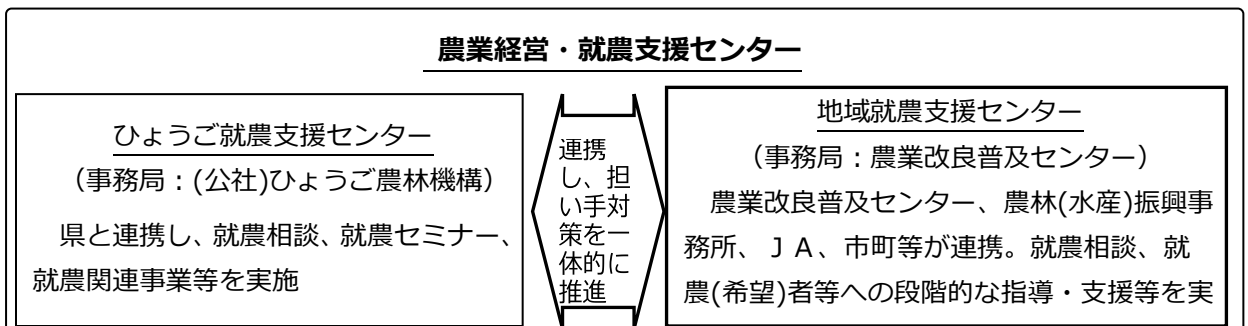 農業経営・就農支援センター
ひょうご就農支援センター
（事務局：(公社)ひょうご農林機構）
県と連携し、就農相談、就農セミナー、
就農関連事業等を実施
連携
し、担
い手対
策を一
体的に
推進
地域就農支援センター
（事務局：農業改良普及センター）
農業改良普及センター、農林(水産)振興事
務所、ＪＡ、市町等が連携。就農相談、就
農(希望)者等への段階的な指導・支援等を実